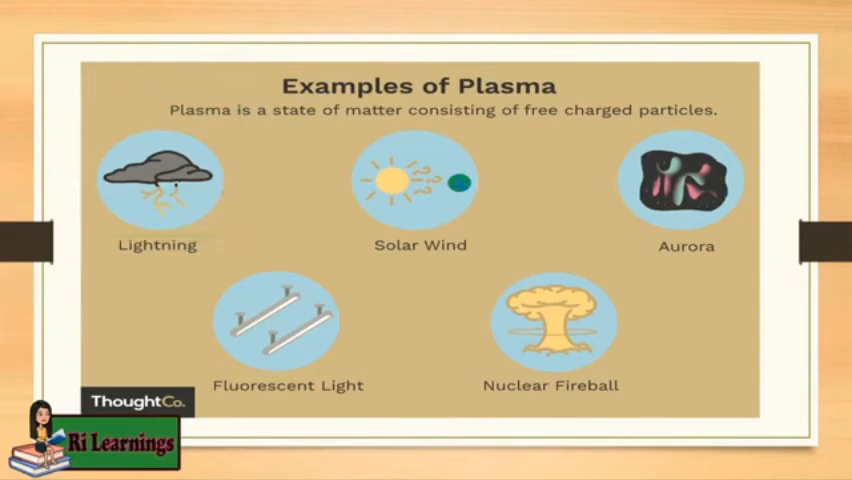 Examples of Plasma
Plasma is a state of matter consisting of free charged particles.
Lightning
Solar Wind
Aurora
Fluorescent Light
Nuclear Fireball
ThoughtCo.
Ri Learnings